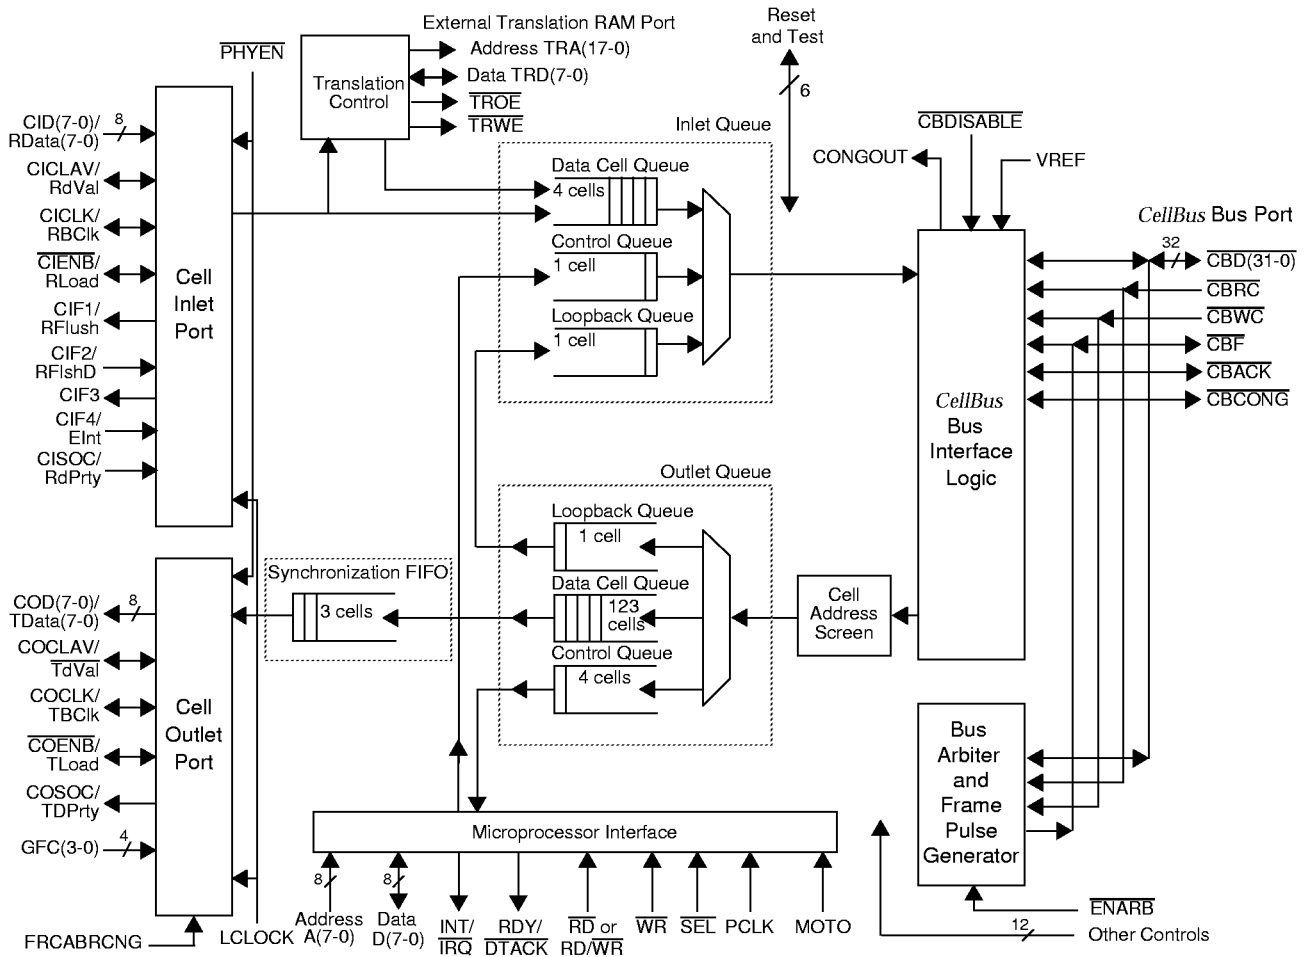 External Translation RAM Port
Reset
and Test
PHYEN
Address TRA(17-0)
Translation
Control
Data TRD(7-0)
TROE
TRWE
6
Inlet Queue
CBDISABLE
CONGOUT
VREF
CID(7-0)/
RData(7-0)
8
CICLAV/
RdVal
CICLK/
RBClk
CIENB/
RLoad
CIF1/
RFlush
CIF2/
RFlshD
CIF3
CIF4/
EInt
CISOC/
RdPrty
Cell
Inlet
Port
Data Cell Queue
4 cells
Control Queue
1 cell
Loopback Queue
1 cell
CellBus Bus Port
32
CBD(31-0)
CBRC
CBWC
CBF
CBACK
CBCONG
CellBus
Bus
Interface
Logic
Outlet Queue
Loopback Queue
1 cell
Synchronization FIFO
3 cells
Data Cell Queue
123
cells
Control Queue
4 cells
Cell
Address
Screen
COD(7-0)/
TData(7-0)
8
COCLAV/
TdVal
COCLK/
TBClk
COENB/
TLoad
COSOC/
TDPrty
GFC(3-0)
4
Cell
Outlet
Port
Bus
Arbiter
and
Frame
Pulse
Generator
Microprocessor Interface
8
8
FRCABRCNG
LCLOCK
Address
A(7-0)
Data
D(7-0)
INT/
IRQ
RDY/
DTACK
RD or
RD/WR
WR
SEL
PCLK
MOTO
ENARB
12
Other Controls